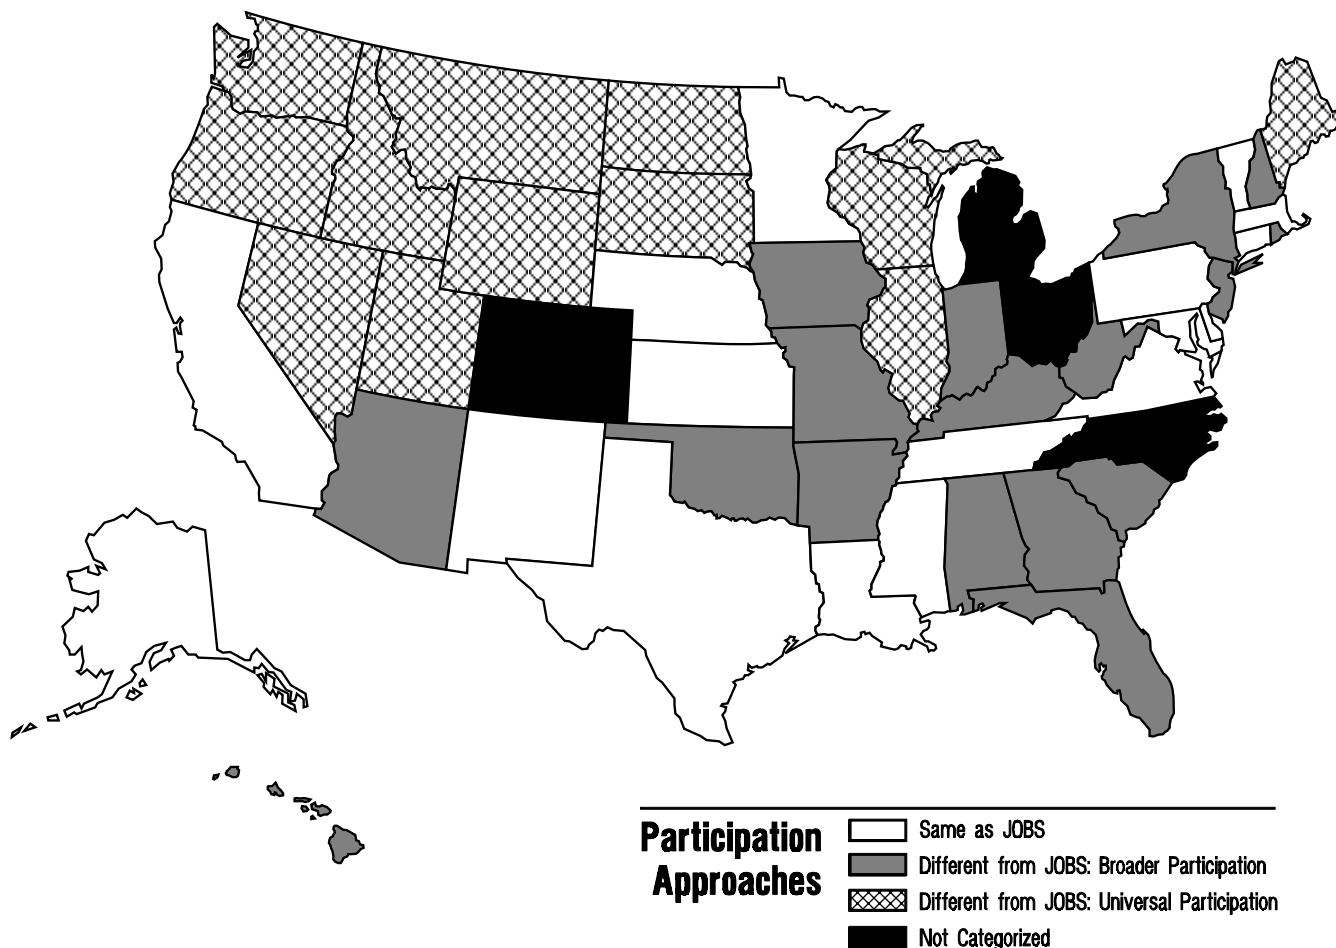 Participation
Approaches
Same as JOBS
Different from JOBS: Broader Participation
Different from JOBS: Universal Participation
Not Categorized